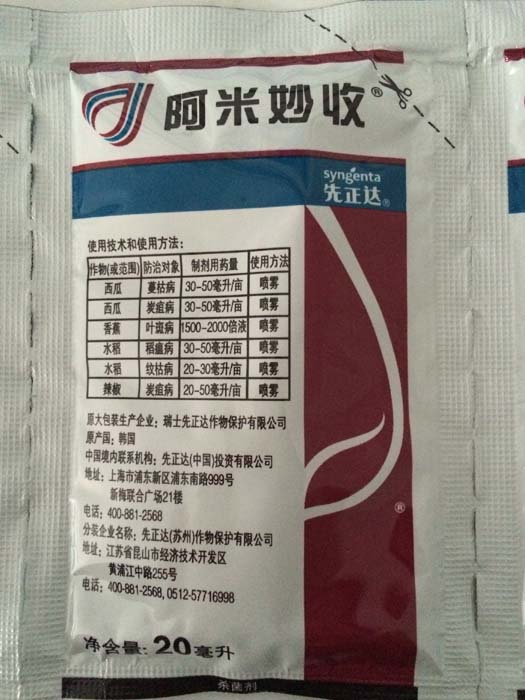 阿米妙收®
syngenta
先正达®
使用技术和使用方法:
作物(或范围) 防治对象 制剂用药量 使用方法
西瓜 蔓枯病 30-50毫升/亩 喷雾
西瓜 炭疽病 30-50毫升/亩 喷雾
香蕉 叶斑病 1500-2000倍液 喷雾
水稻 稻瘟病 30-50毫升/亩 喷雾
水稻 纹枯病 20-30毫升/亩 喷雾
辣椒 炭疽病 20-50毫升/亩 喷雾
原大包装生产企业: 瑞士先正达作物保护有限公司
原产国: 韩国
中国境内联系机构: 先正达(中国)投资有限公司
地址: 上海市浦东新区浦东南路999号
新梅联合广场21楼
电话: 400-881-2568
分装企业名称: 先正达(苏州)作物保护有限公司
地址: 江苏省昆山市经济技术开发区
黄浦江中路255号
电话: 400-881-2568, 0512-57716998
®
净含量: 20毫升
杀菌剂